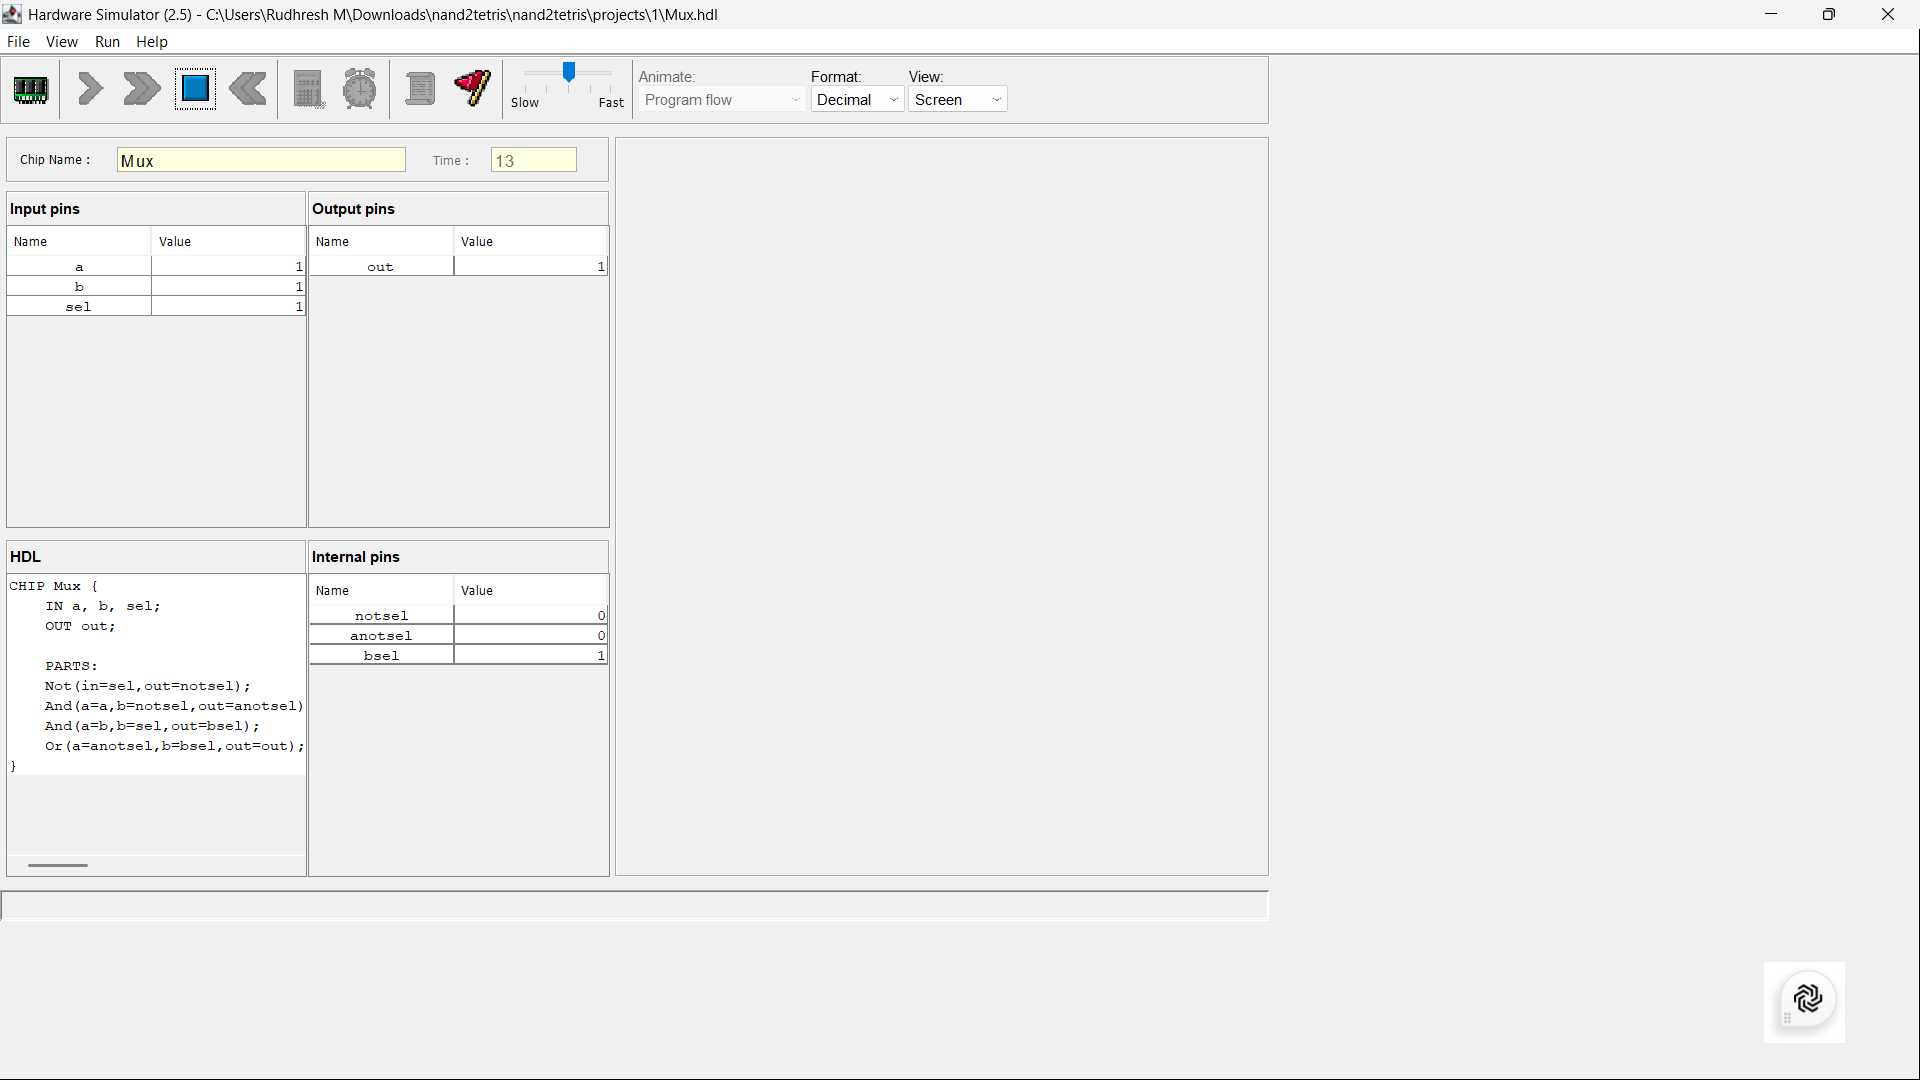 Hardware Simulator (2.5) - C:\Users\Rudhresh M\Downloads\nand2tetris\nand2tetris\projects\1\Mux.hdl
File View Run Help
Slow Fast
Animate:
Program flow
Format:
Decimal
View:
Screen
Chip Name :
Mux
Time :
13
Input pins
Name Value
a 1
b 1
sel 1
Output pins
Name Value
out 1
HDL
CHIP Mux {
IN a, b, sel;
OUT out;
PARTS:
Not(in=sel,out=notsel);
And(a=a,b=notsel,out=anotsel)
And(a=b,b=sel,out=bsel);
Or(a=anotsel,b=bsel,out=out);
}
Internal pins
Name Value
notsel 0
anotsel 0
bsel 1